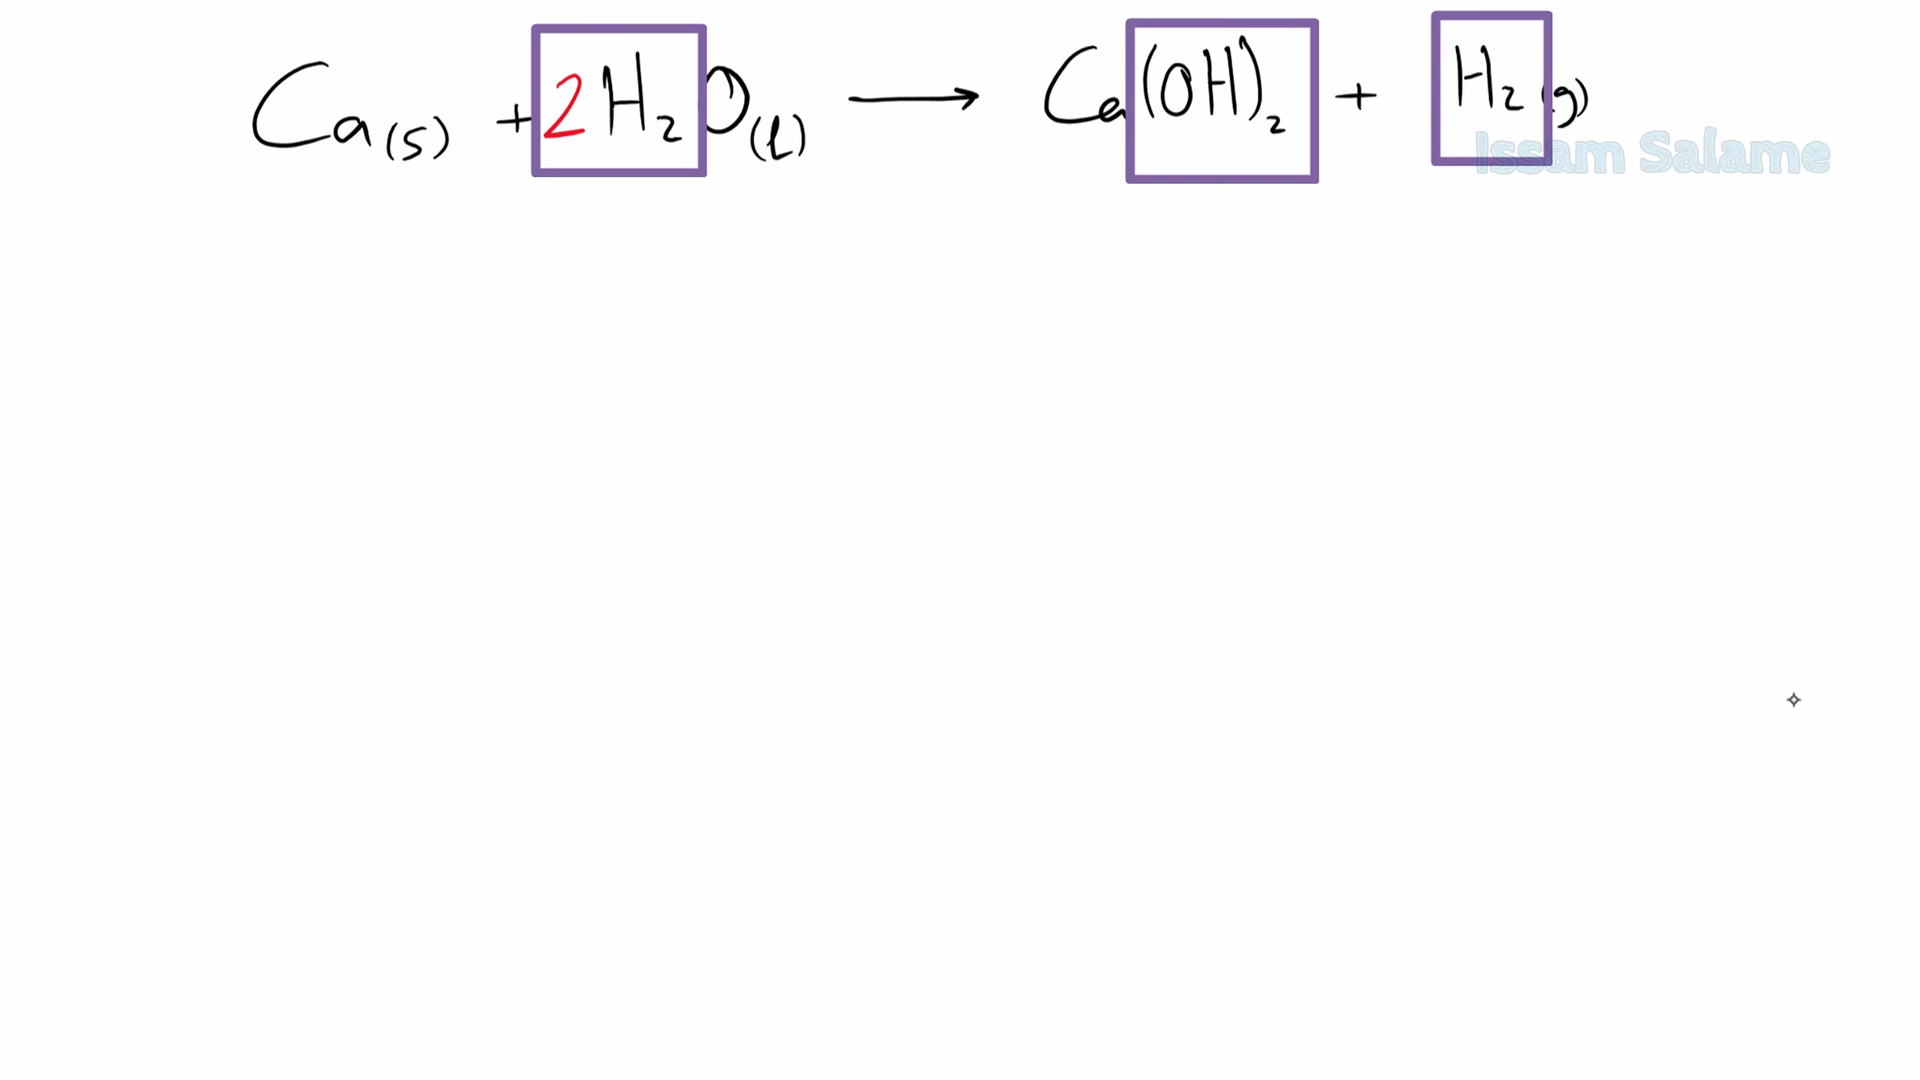 Ca(s) + 2H₂O(l) ⟶ Ca(OH)₂ + H₂(g)
Issam Salame